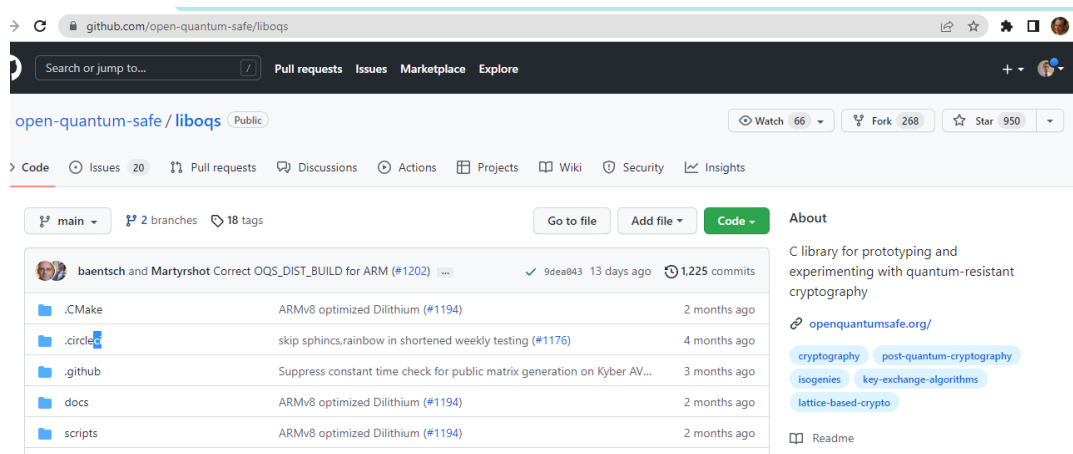 github.com/open-quantum-safe/liboqs
Search or jump to... / Pull requests Issues Marketplace Explore
open-quantum-safe / liboqs Public
Watch 66 Fork 268 Star 950
Code Issues 20 Pull requests Discussions Actions Projects Wiki Security Insights
main 2 branches 18 tags Go to file Add file Code
About
C library for prototyping and
experimenting with quantum-resistant
cryptography
openquantumsafe.org/
cryptography post-quantum-cryptography
isogenies key-exchange-algorithms
lattice-based-crypto
Readme
baentsch and Martyrshot Correct OQS_DIST_BUILD for ARM (#1202) ... 9dea043 13 days ago 1,225 commits
.CMake ARMv8 optimized Dilithium (#1194) 2 months ago
.circleci skip sphincs,rainbow in shortened weekly testing (#1176) 4 months ago
.github Suppress constant time check for public matrix generation on Kyber AV... 3 months ago
docs ARMv8 optimized Dilithium (#1194) 2 months ago
scripts ARMv8 optimized Dilithium (#1194) 2 months ago